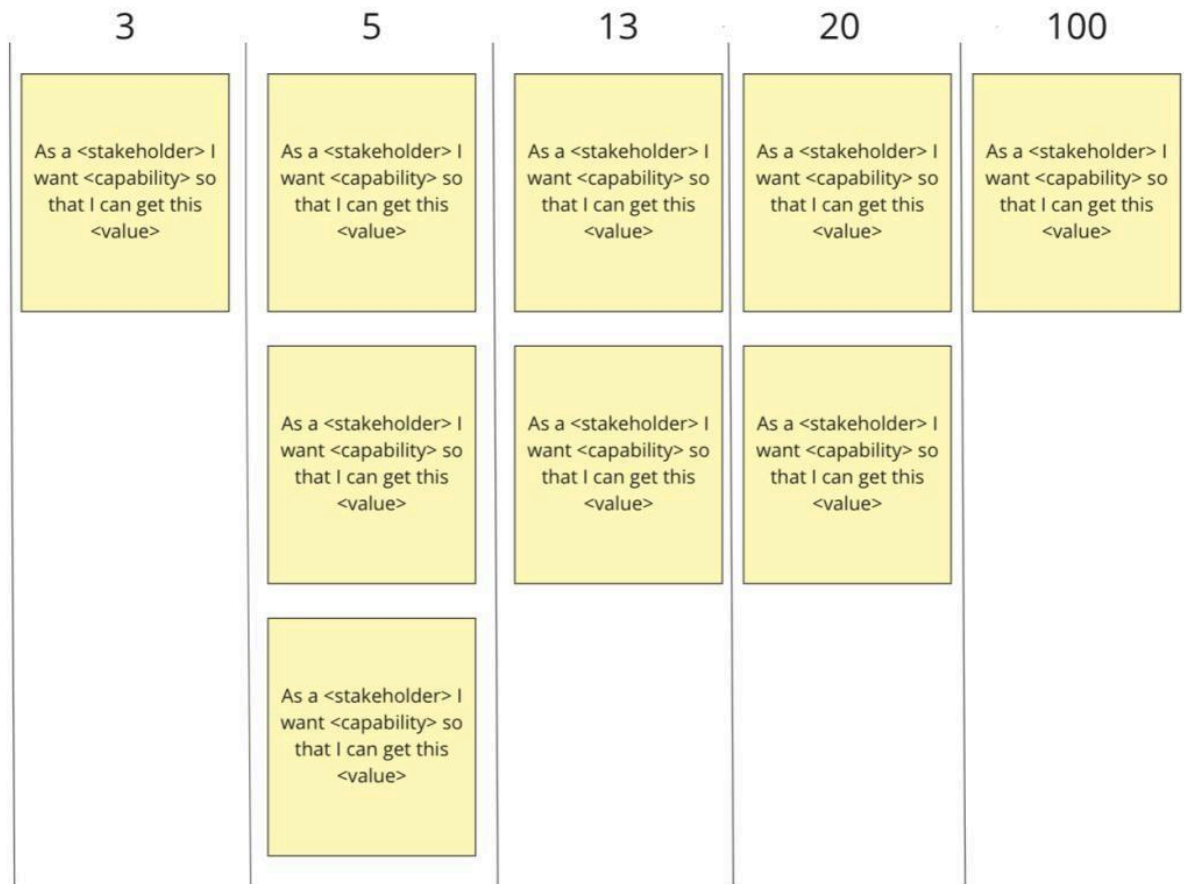 3
5
13
20
100
As a <stakeholder> I
want <capability> so
that I can get this
<value>
As a <stakeholder> I
want <capability> so
that I can get this
<value>
As a <stakeholder> I
want <capability> so
that I can get this
<value>
As a <stakeholder> I
want <capability> so
that I can get this
<value>
As a <stakeholder> I
want <capability> so
that I can get this
<value>
As a <stakeholder> I
want <capability> so
that I can get this
<value>
As a <stakeholder> I
want <capability> so
that I can get this
<value>
As a <stakeholder> I
want <capability> so
that I can get this
<value>
As a <stakeholder> I
want <capability> so
that I can get this
<value>